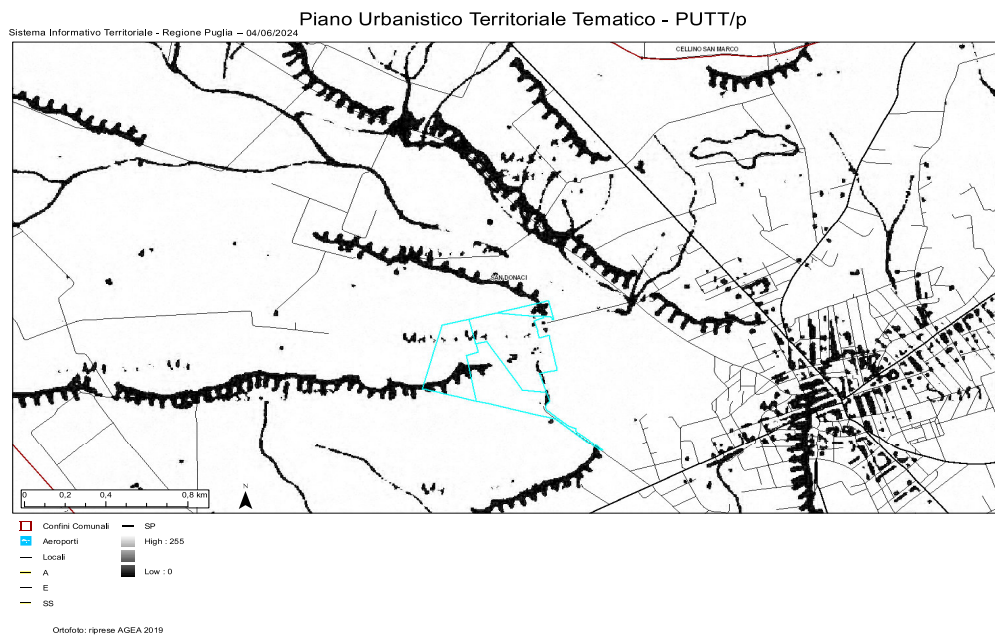 Piano Urbanistico Territoriale Tematico - PUTT/p
Sistema Informativo Territoriale - Regione Puglia – 04/06/2024
CELLINO SAN MARCO
SAN DONACI
0 0,2 0,4 0,8 km
N
Confini Comunali
SP
Aeroporti
High : 255
Locali
A
Low : 0
E
SS
Ortofoto: riprese AGEA 2019